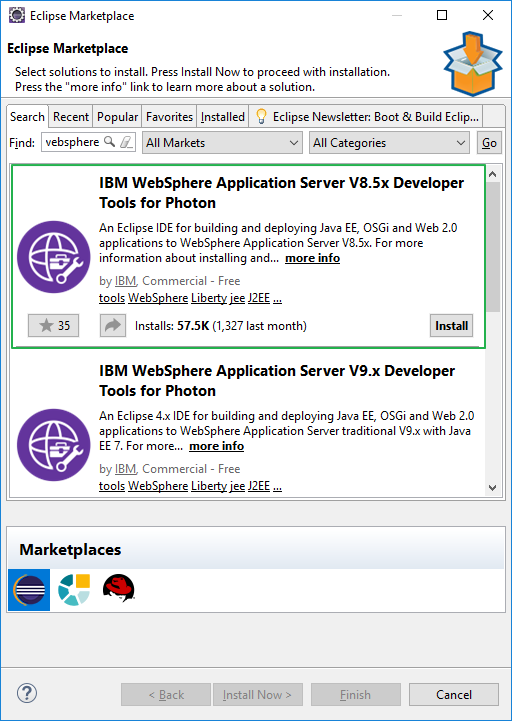 Eclipse Marketplace
Eclipse Marketplace
Select solutions to install. Press Install Now to proceed with installation.
Press the "more info" link to learn more about a solution.
Search Recent Popular Favorites Installed Eclipse Newsletter: Boot & Build Eclip...
Find: vebsphere All Markets All Categories Go
IBM WebSphere Application Server V8.5x Developer
Tools for Photon
An Eclipse IDE for building and deploying Java EE, OSGi and Web 2.0
applications to WebSphere Application Server V8.5x. For more
information about installing and... more info
by IBM, Commercial - Free
tools WebSphere Liberty jee J2EE ...
35 Installs: 57.5K (1,327 last month) Install
IBM WebSphere Application Server V9.x Developer
Tools for Photon
An Eclipse 4.x IDE for building and deploying Java EE, OSGi and Web 2.0
applications to WebSphere Application Server traditional V9.x with Java
EE 7. For more... more info
by IBM, Commercial - Free
tools WebSphere Liberty jee J2EE ...
Marketplaces
? < Back Install Now > Finish Cancel